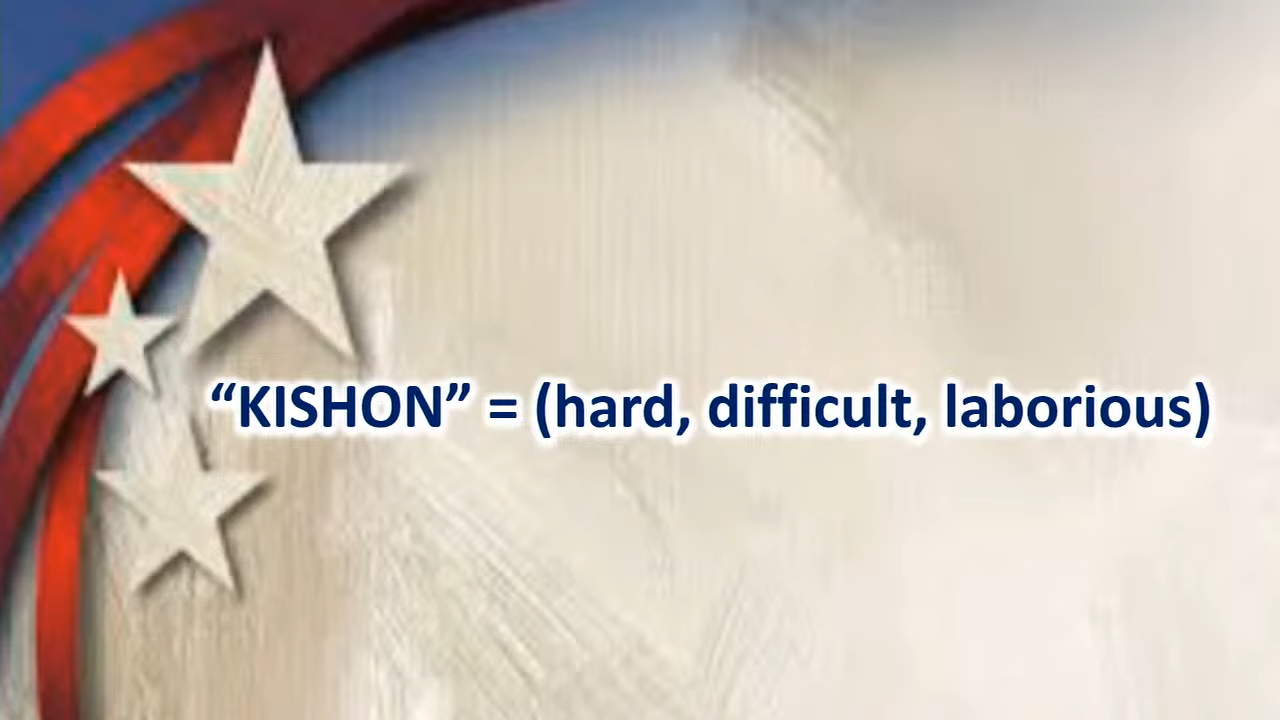 “KISHON” = (hard, difficult, laborious)